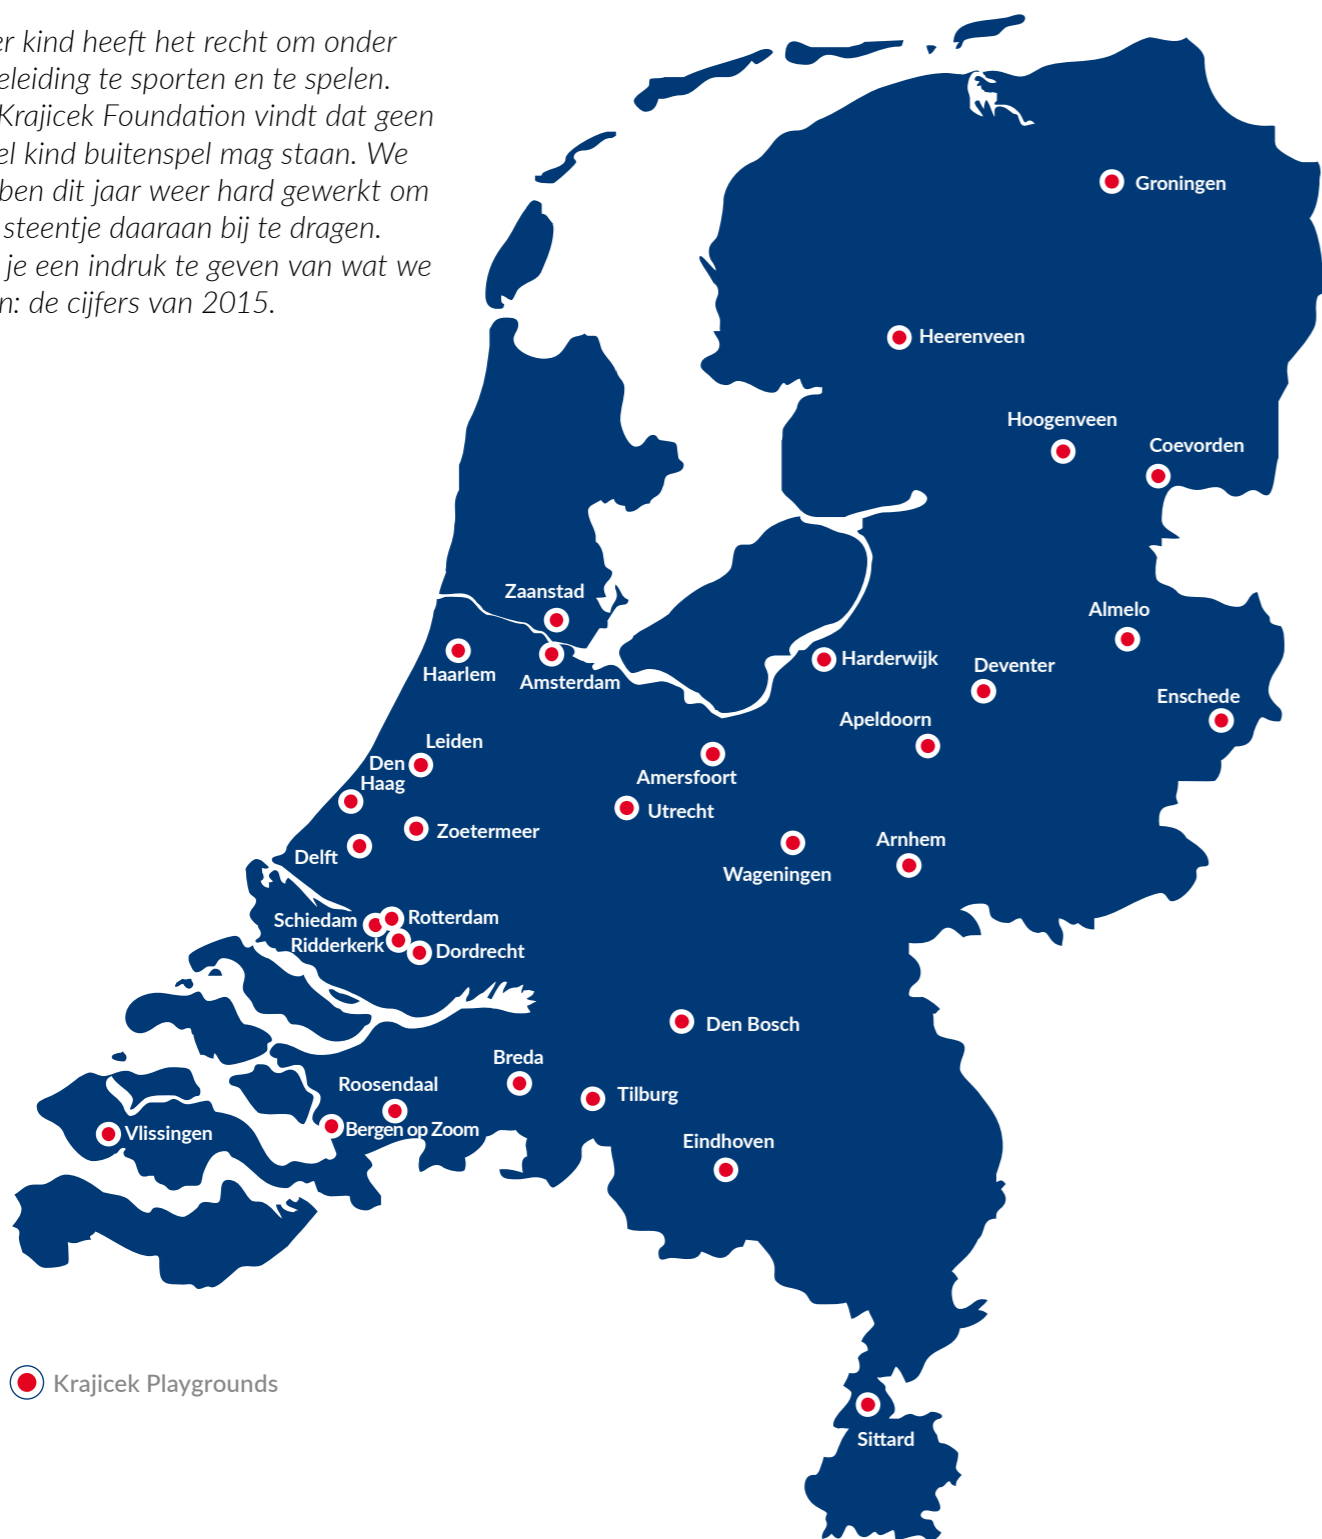 er kind heeft het recht om onder
eleiding te sporten en te spelen.
Krajicek Foundation vindt dat geen
el kind buitenspel mag staan. We
ben dit jaar weer hard gewerkt om
steentje daaraan bij te dragen.
je een indruk te geven van wat we
n: de cijfers van 2015.
Groningen
Heerenveen
Hoogenveen
Coevorden
Zaanstad
Almelo
Haarlem
Amsterdam
Harderwijk
Deventer
Enschede
Apeldoorn
Leiden
Den
Haag
Amersfoort
Utrecht
Zoetermeer
Delft
Wageningen
Arnhem
Schiedam
Rotterdam
Ridderkerk
Dordrecht
Den Bosch
Breda
Roosendaal
Tilburg
Vlissingen
Bergen op Zoom
Eindhoven
Krajicek Playgrounds
Sittard